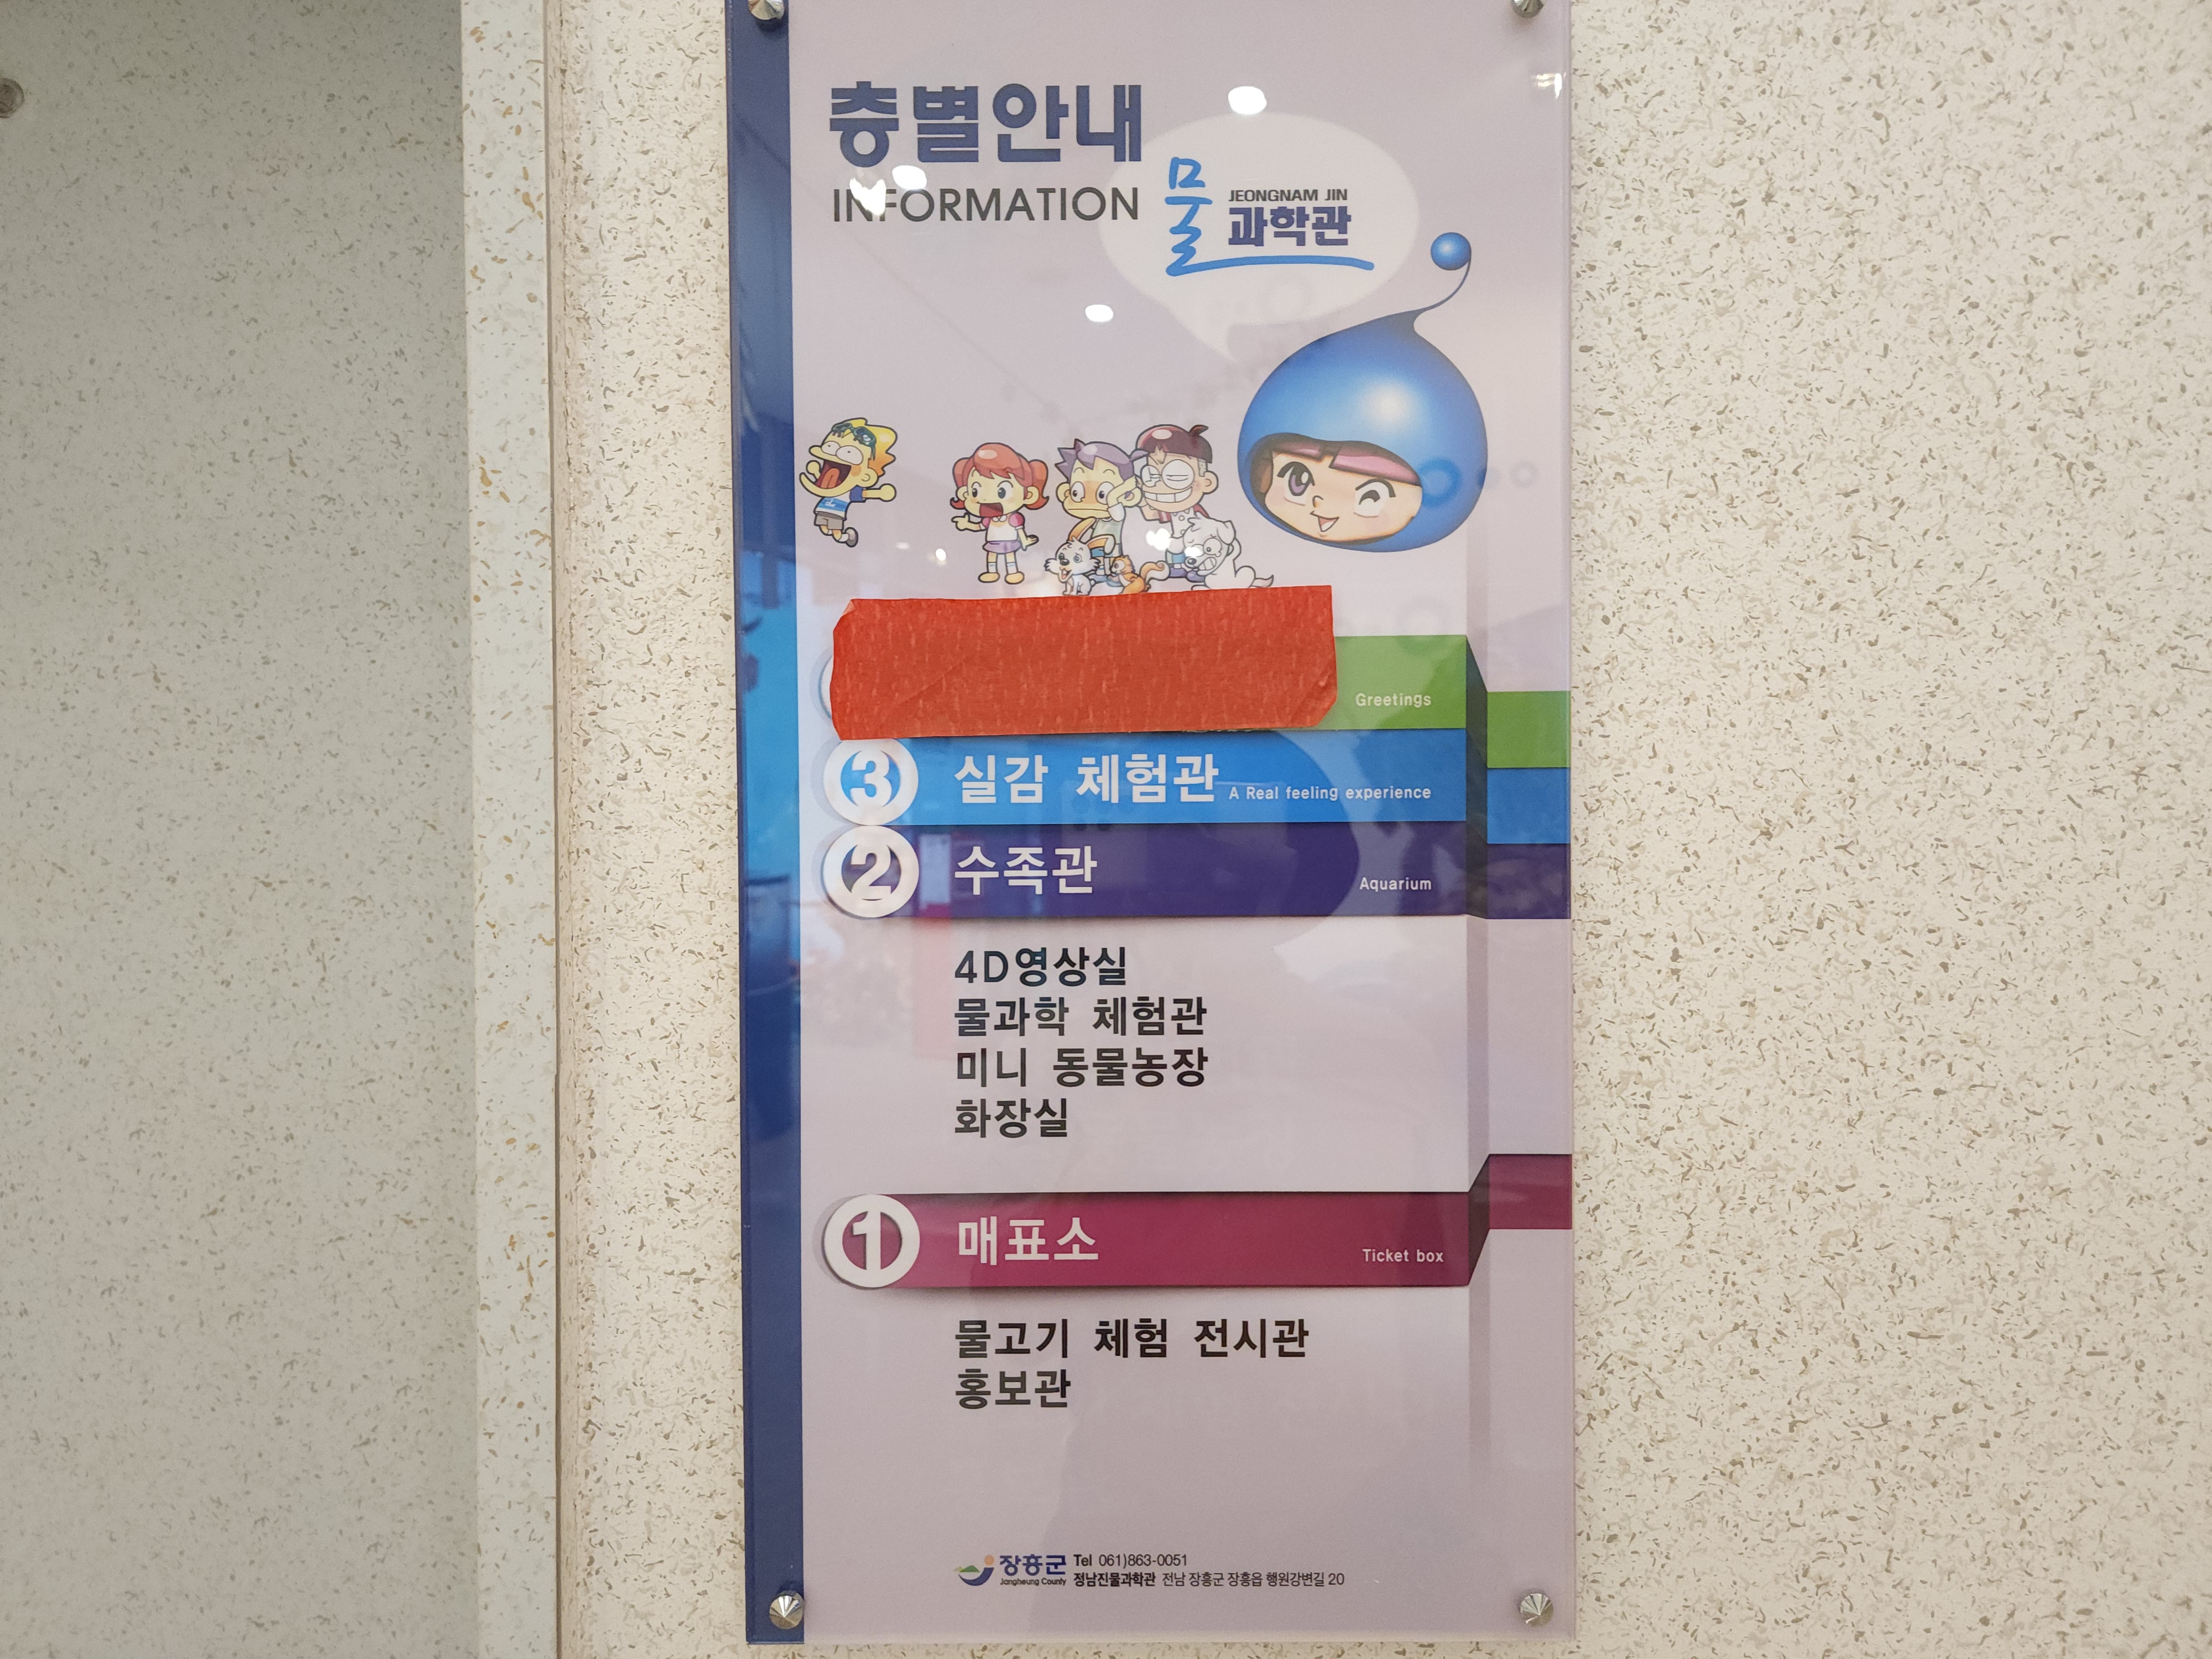 층별안내
INFORMATION
물
JEONGNAM JIN
과학관
Greetings
3 실감 체험관 A Real feeling experience
2 수족관 Aquarium
4D영상실
물과학 체험관
미니 동물농장
화장실
1 매표소 Ticket box
물고기 체험 전시관
홍보관
장흥군 Tel 061)863-0051
Jangheung County 정남진물과학관 전남 장흥군 장흥읍 행원강변길 20